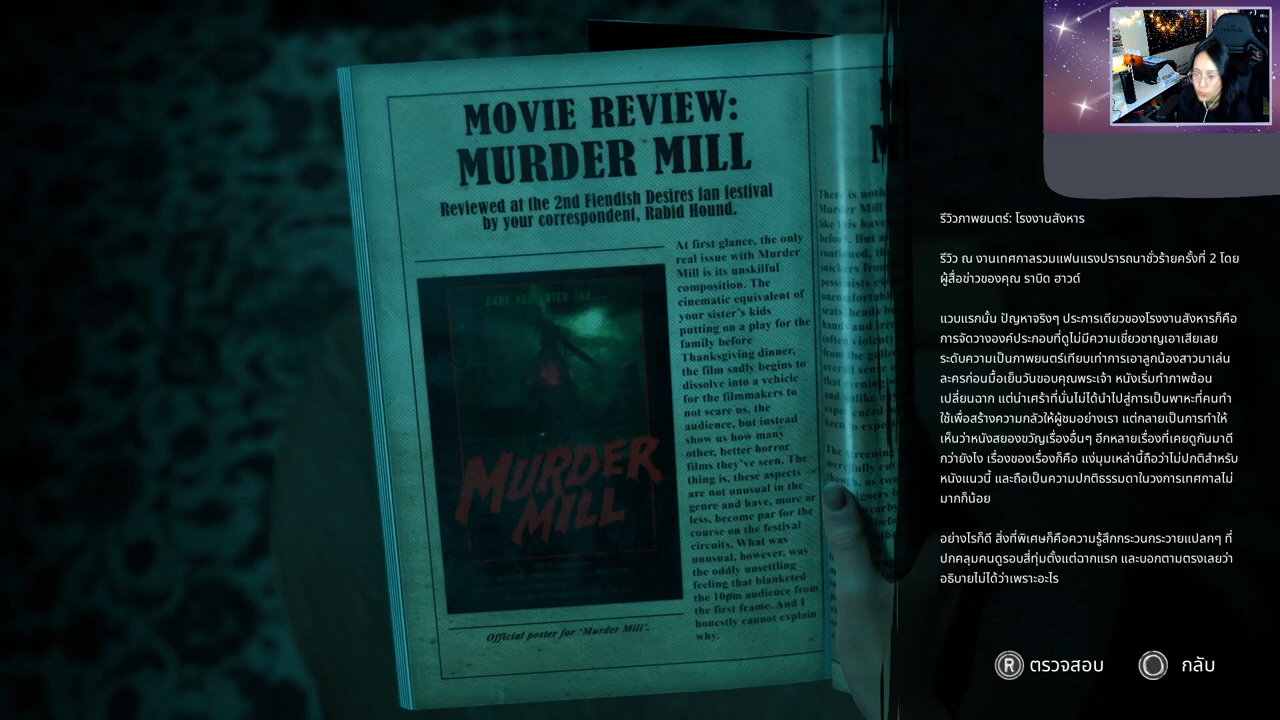 MOVIE REVIEW:
MURDER MILL
Reviewed at the 2nd Fiendish Desires fan festival
by your correspondent, Rabid Hound.
At first glance, the only
real issue with Murder
Mill is its unskilful
composition. The
cinematic equivalent of
your sister's kids
putting on a play for the
family before
Thanksgiving dinner,
the film sadly begins to
dissolve into a vehicle
for the filmmakers to
not scare us, the
audience, but instead
show us how many
other, better horror
films they've seen. The
thing is, these aspects
are not unusual in the
genre and have, more or
less, become par for the
course on the festival
circuits. What was
unusual, however, was
the oddly unsettling
feeling that blanketed
the 10pm audience from
the first frame. And I
honestly cannot explain
why.
DARE YOU ENTER THE...
MURDER
MILL
Official poster for 'Murder Mill'.
There is noth
Murder Mill
like this have
รีวิวภาพยนตร์: โรงงานสังหาร
รีวิว ณ งานเทศกาลรวมแฟนแรงปรารถนาชั่วร้ายครั้งที่ 2 โดย
ผู้สื่อข่าวของคุณ ราบิด ฮาวด์
แวบแรกนั้น ปัญหาจริงๆ ประการเดียวของโรงงานสังหารก็คือ
การจัดวางองค์ประกอบที่ดูไม่มีความเชี่ยวชาญเอาเสียเลย
ระดับความเป็นภาพยนตร์เทียบเท่าการเอาลูกน้องสาวมาเล่น
ละครก่อนมื้อเย็นวันขอบคุณพระเจ้า หนังเริ่มทำภาพซ้อน
เปลี่ยนฉาก แต่น่าเศร้าที่นั่นไม่ได้นำไปสู่การเป็นพาหะที่คนทำ
ใช้เพื่อสร้างความกลัวให้ผู้ชมอย่างเรา แต่กลายเป็นการทำให้
เห็นว่าหนังสยองขวัญเรื่องอื่นๆ อีกหลายเรื่องที่เคยดูกันมาดี
กว่ายังไง เรื่องของเรื่องก็คือ แง่มุมเหล่านี้ถือว่าไม่ปกติสำหรับ
หนังแนวนี้ และถือเป็นความปกติธรรมดาในวงการเทศกาลไม่
มากก็น้อย
อย่างไรก็ดี สิ่งที่พิเศษก็คือความรู้สึกกระวนกระวายแปลกๆ ที่
ปกคลุมคนดูรอบสี่ทุ่มตั้งแต่ฉากแรก และบอกตามตรงเลยว่า
อธิบายไม่ได้ว่าเพราะอะไร
R ตรวจสอบ กลับ